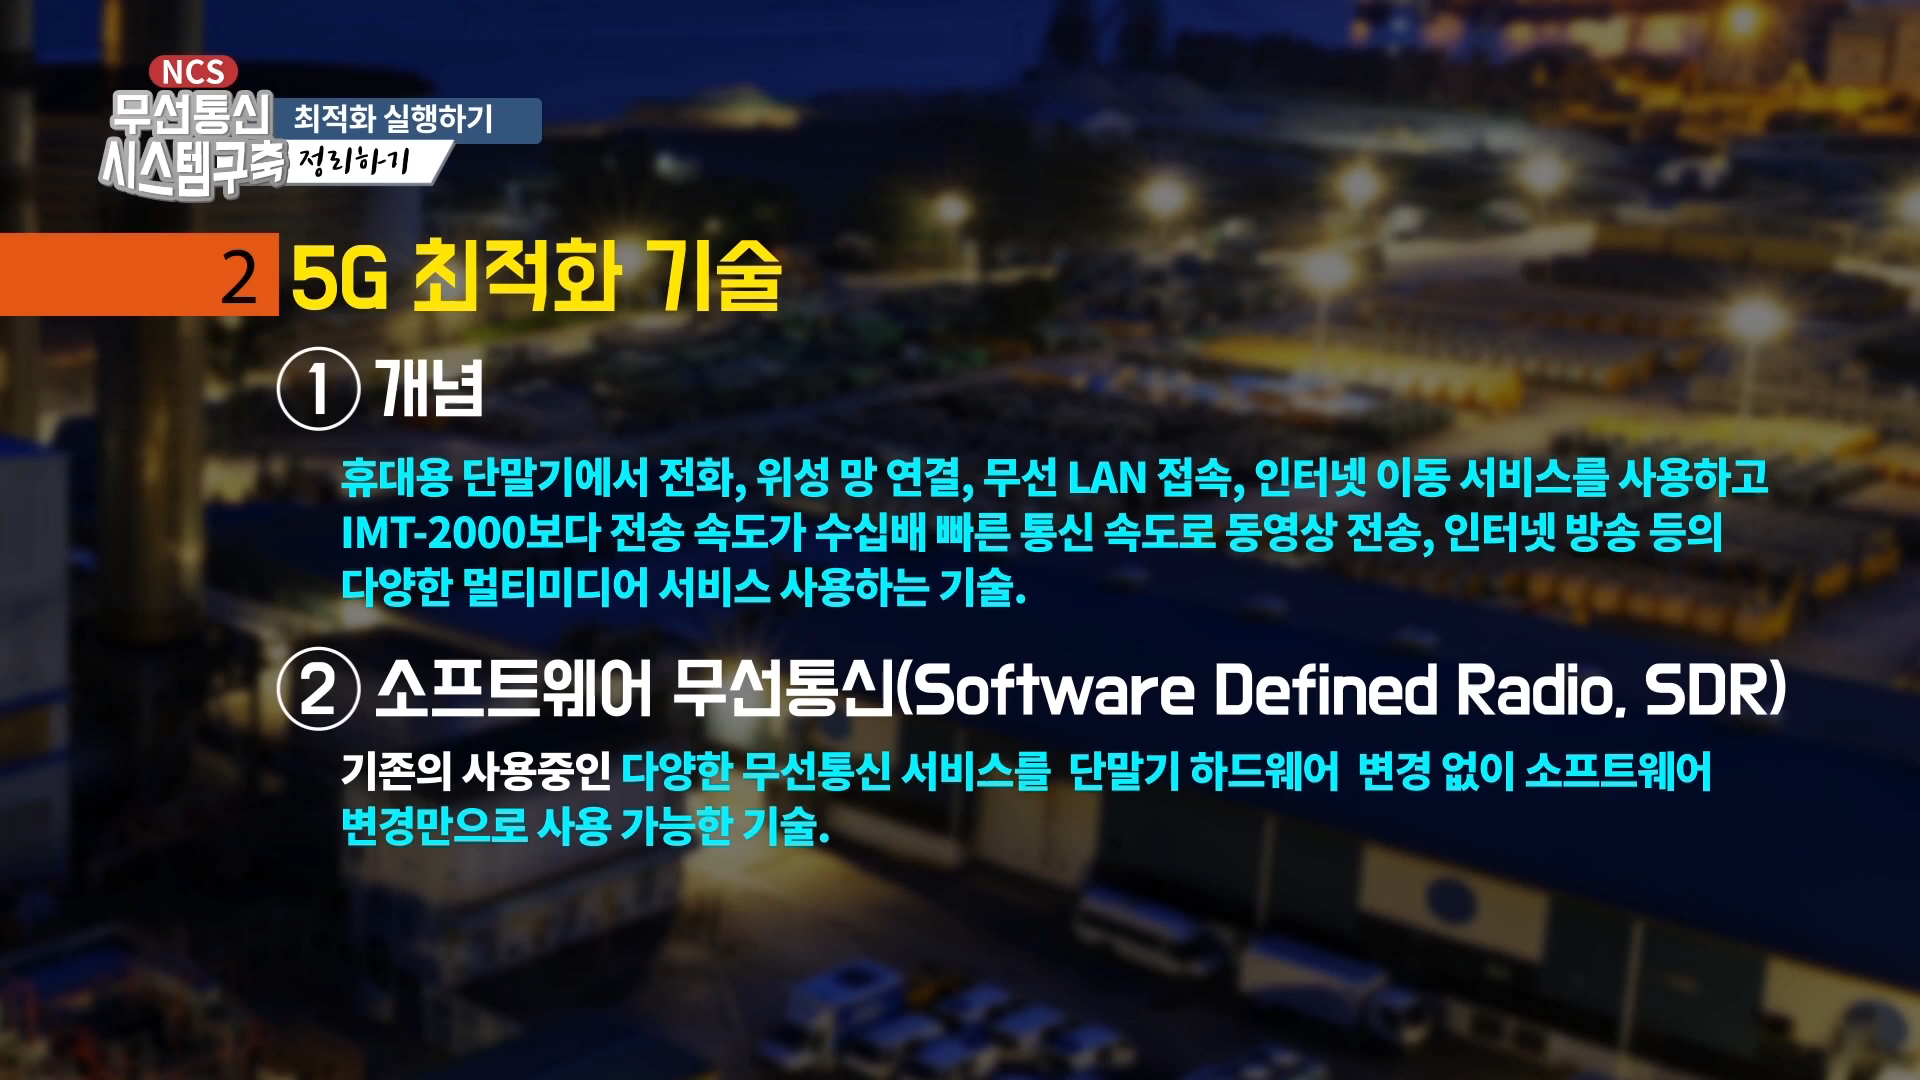 NCS
무선통신
시스템구축
최적화 실행하기
정리하기
2 5G 최적화 기술
① 개념
휴대용 단말기에서 전화, 위성 망 연결, 무선 LAN 접속, 인터넷 이동 서비스를 사용하고
IMT-2000보다 전송 속도가 수십배 빠른 통신 속도로 동영상 전송, 인터넷 방송 등의
다양한 멀티미디어 서비스 사용하는 기술.
② 소프트웨어 무선통신(Software Defined Radio, SDR)
기존의 사용중인 다양한 무선통신 서비스를 단말기 하드웨어 변경 없이 소프트웨어
변경만으로 사용 가능한 기술.